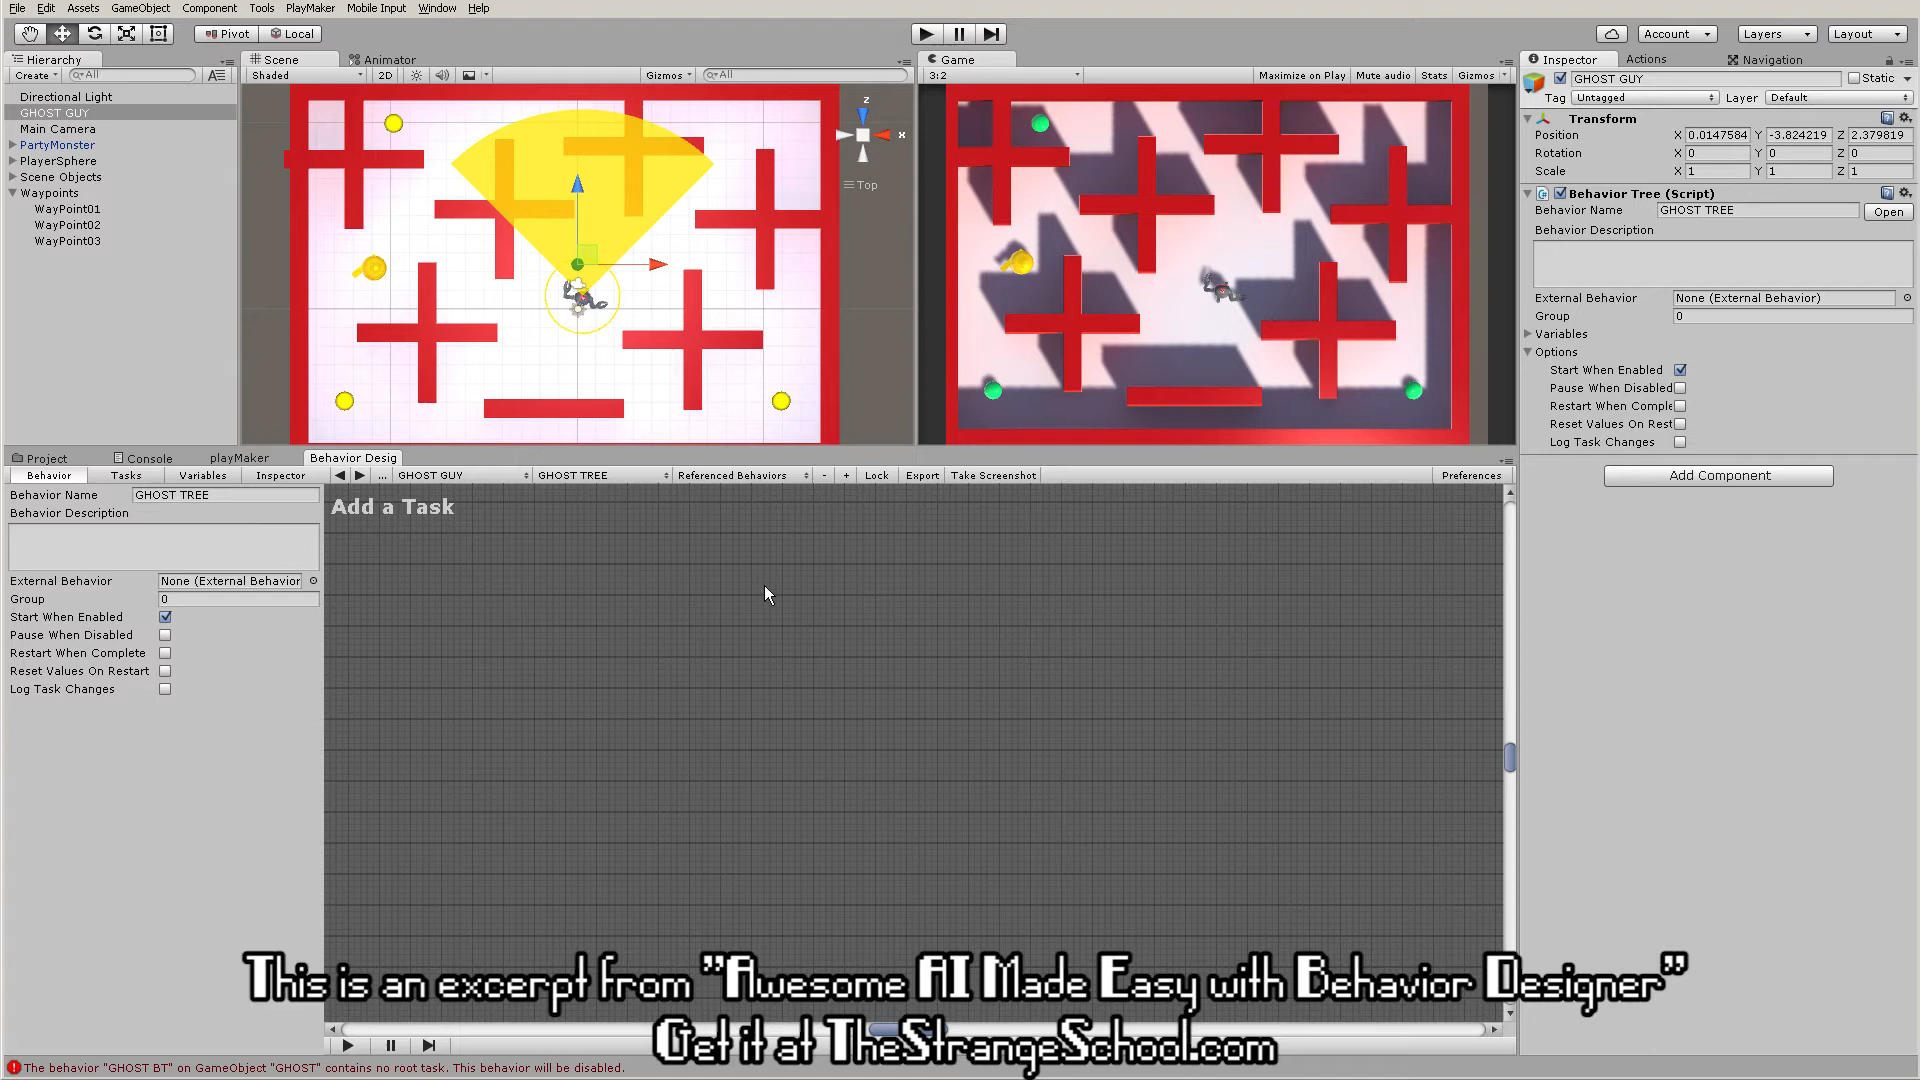 File Edit Assets GameObject Component Tools PlayMaker Mobile Input Window Help
Pivot Local Account Layers Layout
Hierarchy Scene Animator Game Inspector Actions Navigation
Create All Shaded 2D Gizmos All 3:2 Maximize on Play Mute audio Stats Gizmos
GHOST GUY Static
Tag Untagged Layer Default
Transform
Position X 0.0147584 Y -3.824219 Z 2.379819
Rotation X 0 Y 0 Z 0
Scale X 1 Y 1 Z 1
Behavior Tree (Script)
Behavior Name GHOST TREE Open
Behavior Description
External Behavior None (External Behavior)
Group 0
Variables
Options
Start When Enabled
Pause When Disabled
Restart When Comple
Reset Values On Rest
Log Task Changes
Add Component
Directional Light
GHOST GUY
Main Camera
PartyMonster
PlayerSphere
Scene Objects
Waypoints
WayPoint01
WayPoint02
WayPoint03
z
x
Top
Project Console playMaker Behavior Desig
Behavior Tasks Variables Inspector ... GHOST GUY GHOST TREE Referenced Behaviors - + Lock Export Take Screenshot Preferences
Behavior Name GHOST TREE
Behavior Description
External Behavior None (External Behavior
Group 0
Start When Enabled
Pause When Disabled
Restart When Complete
Reset Values On Restart
Log Task Changes
Add a Task
This is an excerpt from "Awesome AI Made Easy with Behavior Designer"
Get it at TheStrangeSchool.com
The behavior "GHOST BT" on GameObject "GHOST" contains no root task. This behavior will be disabled.